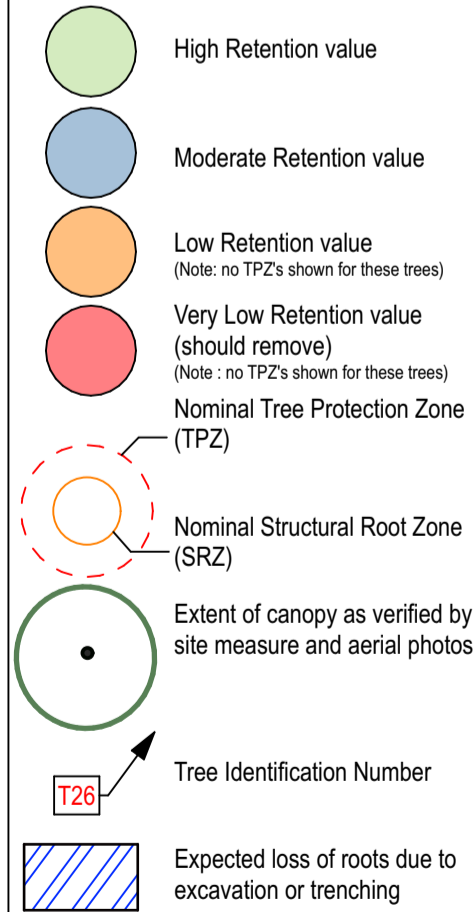 High Retention value
Moderate Retention value
Low Retention value
(Note: no TPZ's shown for these trees)
Very Low Retention value
(should remove)
(Note : no TPZ's shown for these trees)
Nominal Tree Protection Zone
(TPZ)
Nominal Structural Root Zone
(SRZ)
Extent of canopy as verified by
site measure and aerial photos
Tree Identification Number
T26
Expected loss of roots due to
excavation or trenching